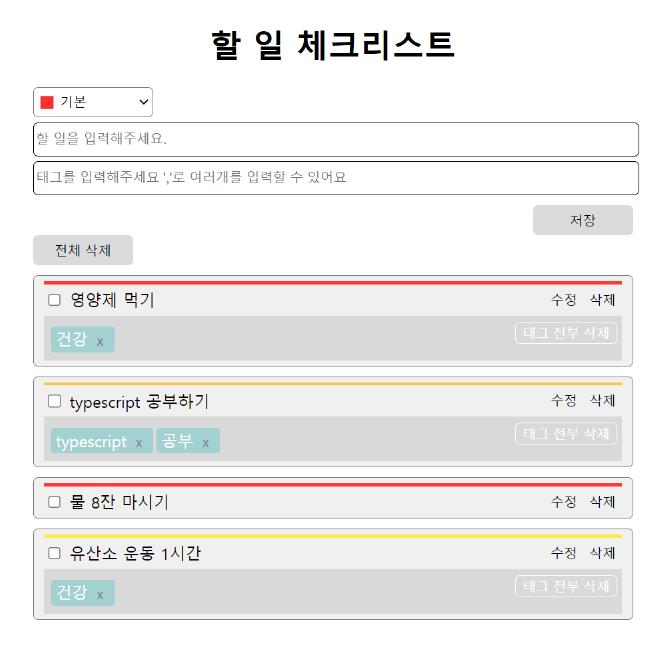 할 일 체크리스트
기본
할 일을 입력해주세요.
태그를 입력해주세요 ','로 여러개를 입력할 수 있어요
저장
전체 삭제
영양제 먹기 수정 삭제
건강 x 태그 전부 삭제
typescript 공부하기 수정 삭제
typescript x 공부 x 태그 전부 삭제
물 8잔 마시기 수정 삭제
유산소 운동 1시간 수정 삭제
건강 x 태그 전부 삭제